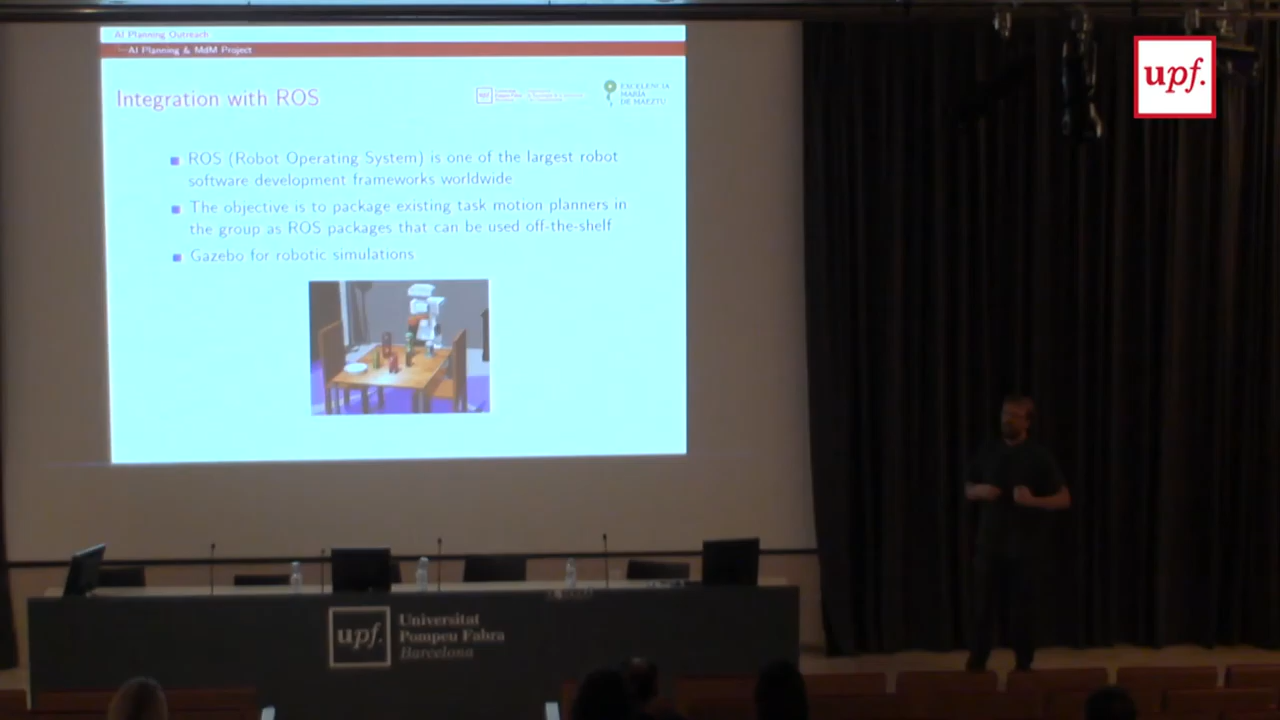 AI Planning Outreach
AI Planning & MdM Project
Integration with ROS
upf.
EXCELENCIA
MARÍA
DE MAEZTU
ROS (Robot Operating System) is one of the largest robot
software development frameworks worldwide
The objective is to package existing task motion planners in
the group as ROS packages that can be used off-the-shelf
Gazebo for robotic simulations
upf.
upf.
Universitat
Pompeu Fabra
Barcelona